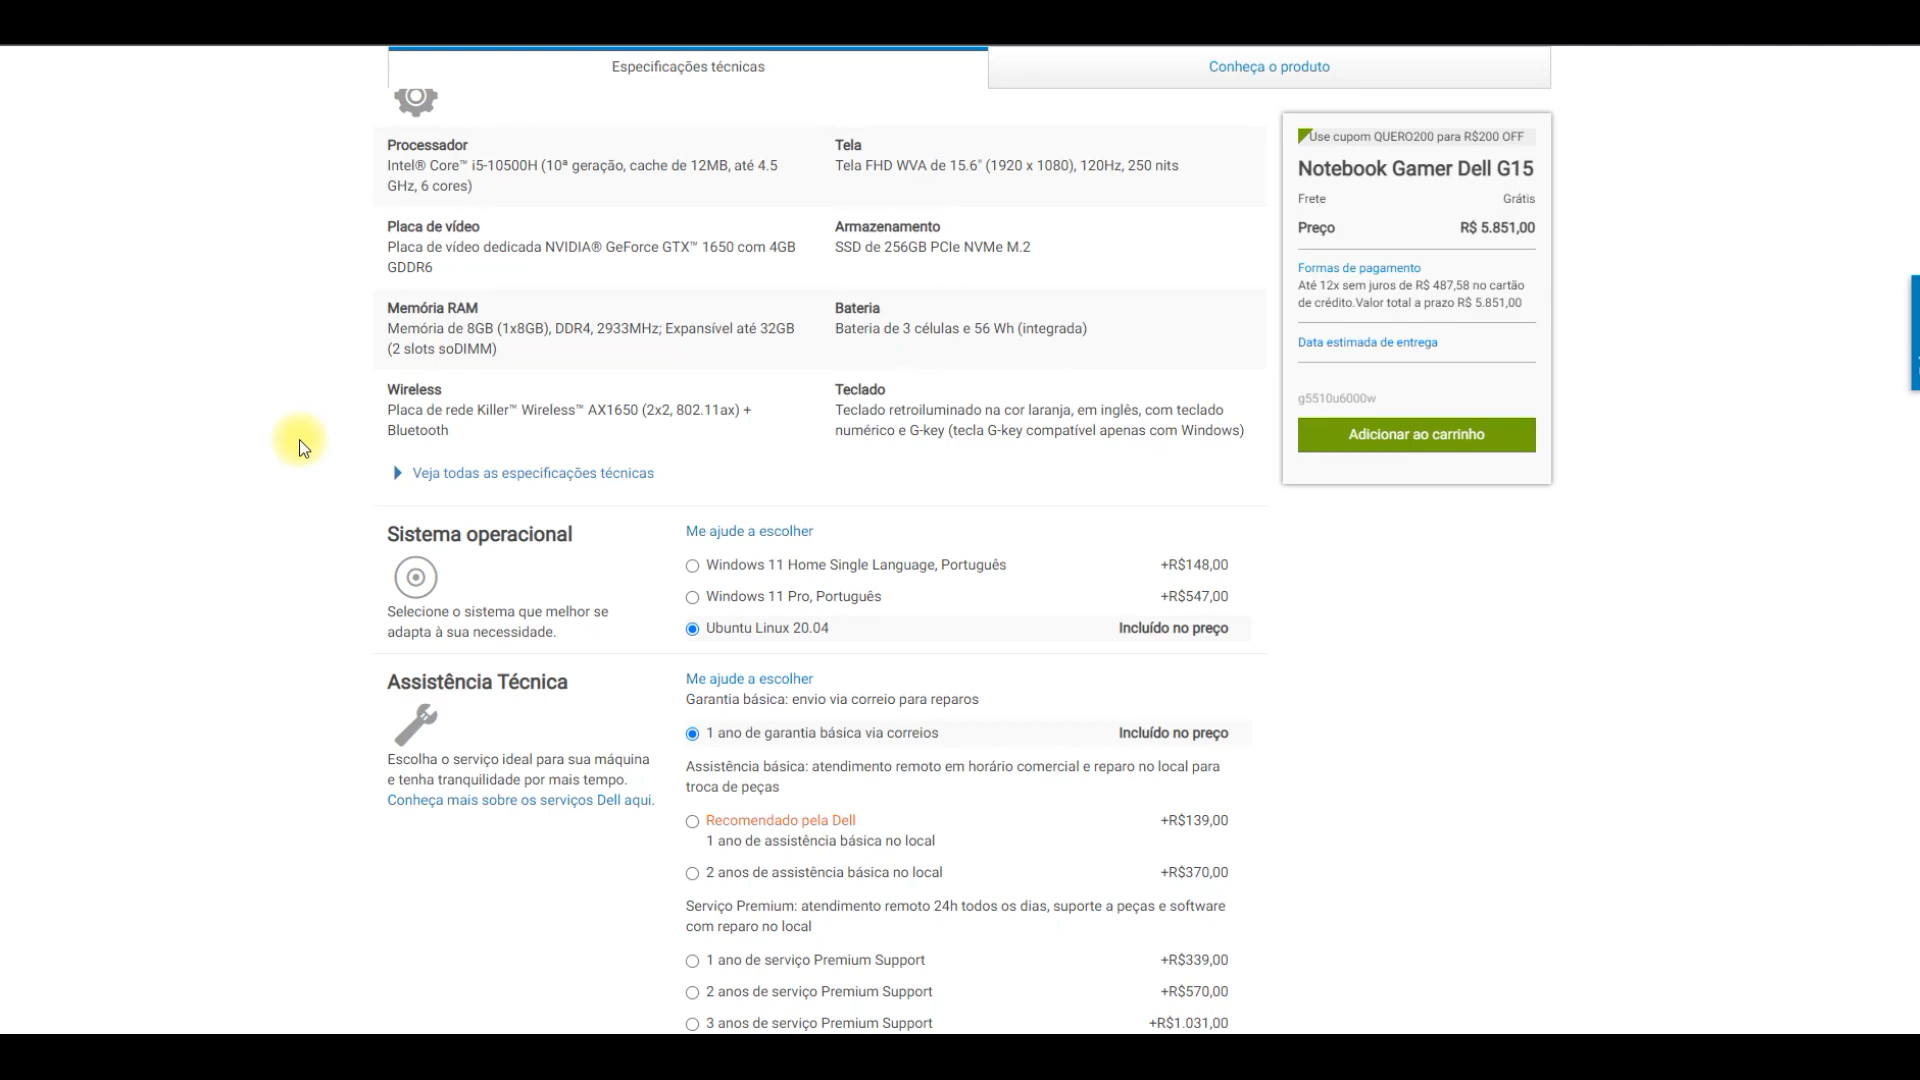 Especificações técnicas
Conheça o produto
Processador
Intel® Core™ i5-10500H (10ª geração, cache de 12MB, até 4.5
GHz, 6 cores)
Tela
Tela FHD WVA de 15.6" (1920 x 1080), 120Hz, 250 nits
Placa de vídeo
Placa de vídeo dedicada NVIDIA® GeForce GTX™ 1650 com 4GB
GDDR6
Armazenamento
SSD de 256GB PCIe NVMe M.2
Memória RAM
Memória de 8GB (1x8GB), DDR4, 2933MHz; Expansível até 32GB
(2 slots soDIMM)
Bateria
Bateria de 3 células e 56 Wh (integrada)
Wireless
Placa de rede Killer™ Wireless™ AX1650 (2x2, 802.11ax) +
Bluetooth
Teclado
Teclado retroiluminado na cor laranja, em inglês, com teclado
numérico e G-key (tecla G-key compatível apenas com Windows)
Veja todas as especificações técnicas
Use cupom QUERO200 para R$200 OFF
Notebook Gamer Dell G15
Frete Grátis
Preço R$ 5.851,00
Formas de pagamento
Até 12x sem juros de R$ 487,58 no cartão
de crédito.Valor total a prazo R$ 5.851,00
Data estimada de entrega
g5510u6000w
Adicionar ao carrinho
Sistema operacional
Selecione o sistema que melhor se
adapta à sua necessidade.
Me ajude a escolher
Windows 11 Home Single Language, Português +R$148,00
Windows 11 Pro, Português +R$547,00
Ubuntu Linux 20.04 Incluído no preço
Assistência Técnica
Escolha o serviço ideal para sua máquina
e tenha tranquilidade por mais tempo.
Conheça mais sobre os serviços Dell aqui.
Me ajude a escolher
Garantia básica: envio via correio para reparos
1 ano de garantia básica via correios Incluído no preço
Assistência básica: atendimento remoto em horário comercial e reparo no local para
troca de peças
Recomendado pela Dell +R$139,00
1 ano de assistência básica no local
2 anos de assistência básica no local +R$370,00
Serviço Premium: atendimento remoto 24h todos os dias, suporte a peças e software
com reparo no local
1 ano de serviço Premium Support +R$339,00
2 anos de serviço Premium Support +R$570,00
3 anos de serviço Premium Support +R$1.031,00